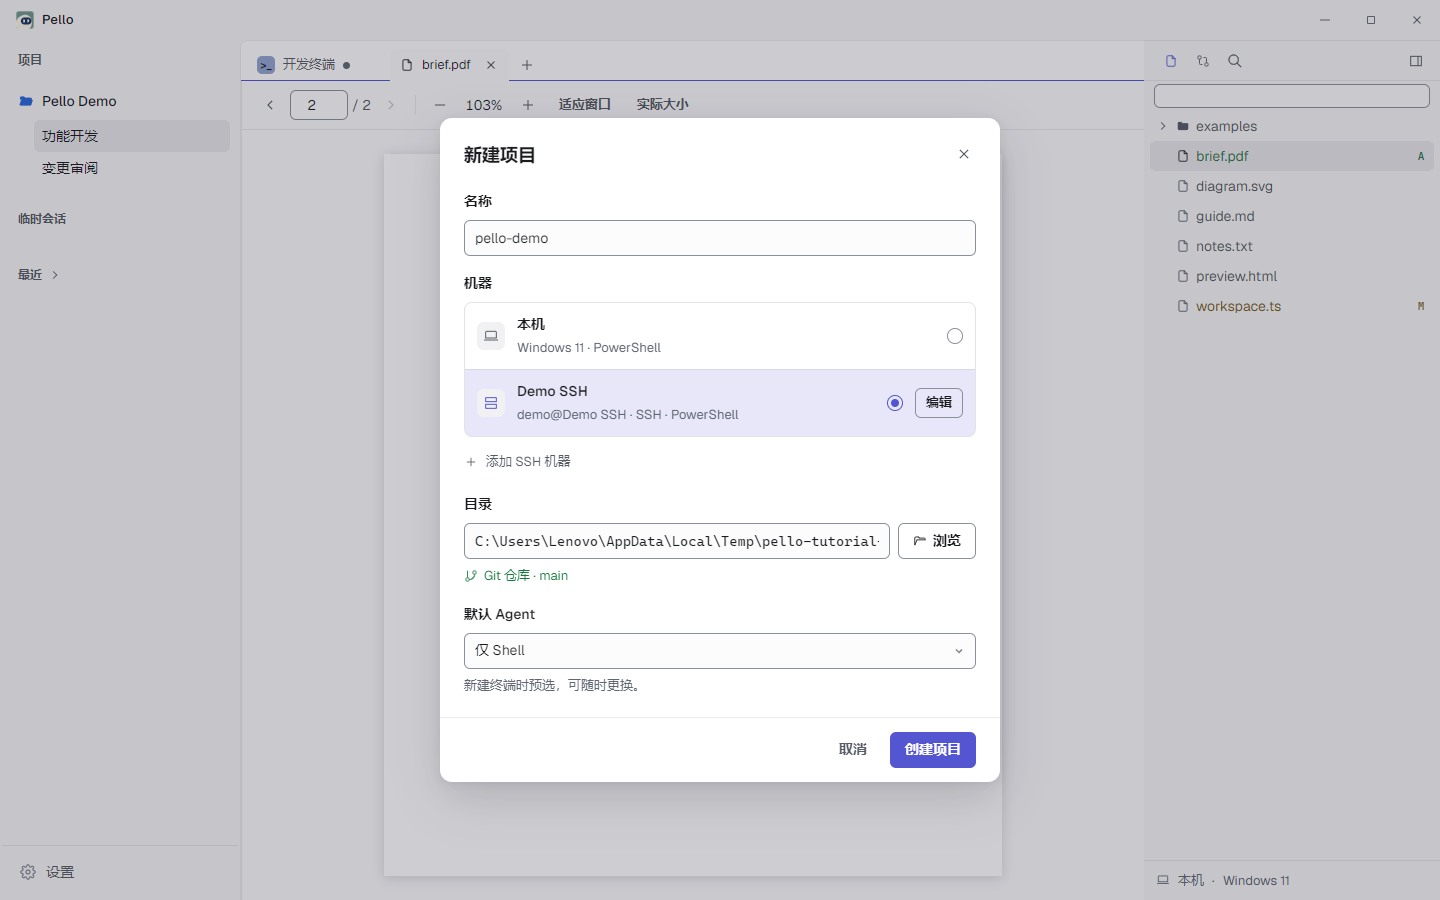 Pello
项目
Pello Demo
功能开发
变更审阅
临时会话
最近
设置
开发终端
brief.pdf
2 / 2
103%
适应窗口
实际大小
新建项目
名称
pello-demo
机器
本机
Windows 11 · PowerShell
Demo SSH
demo@Demo SSH · SSH · PowerShell
编辑
添加 SSH 机器
目录
C:\Users\Lenovo\AppData\Local\Temp\pello-tutorial-
浏览
Git 仓库 · main
默认 Agent
仅 Shell
新建终端时预选，可随时更换。
取消
创建项目
examples
brief.pdf A
diagram.svg
guide.md
notes.txt
preview.html
workspace.ts M
本机 · Windows 11